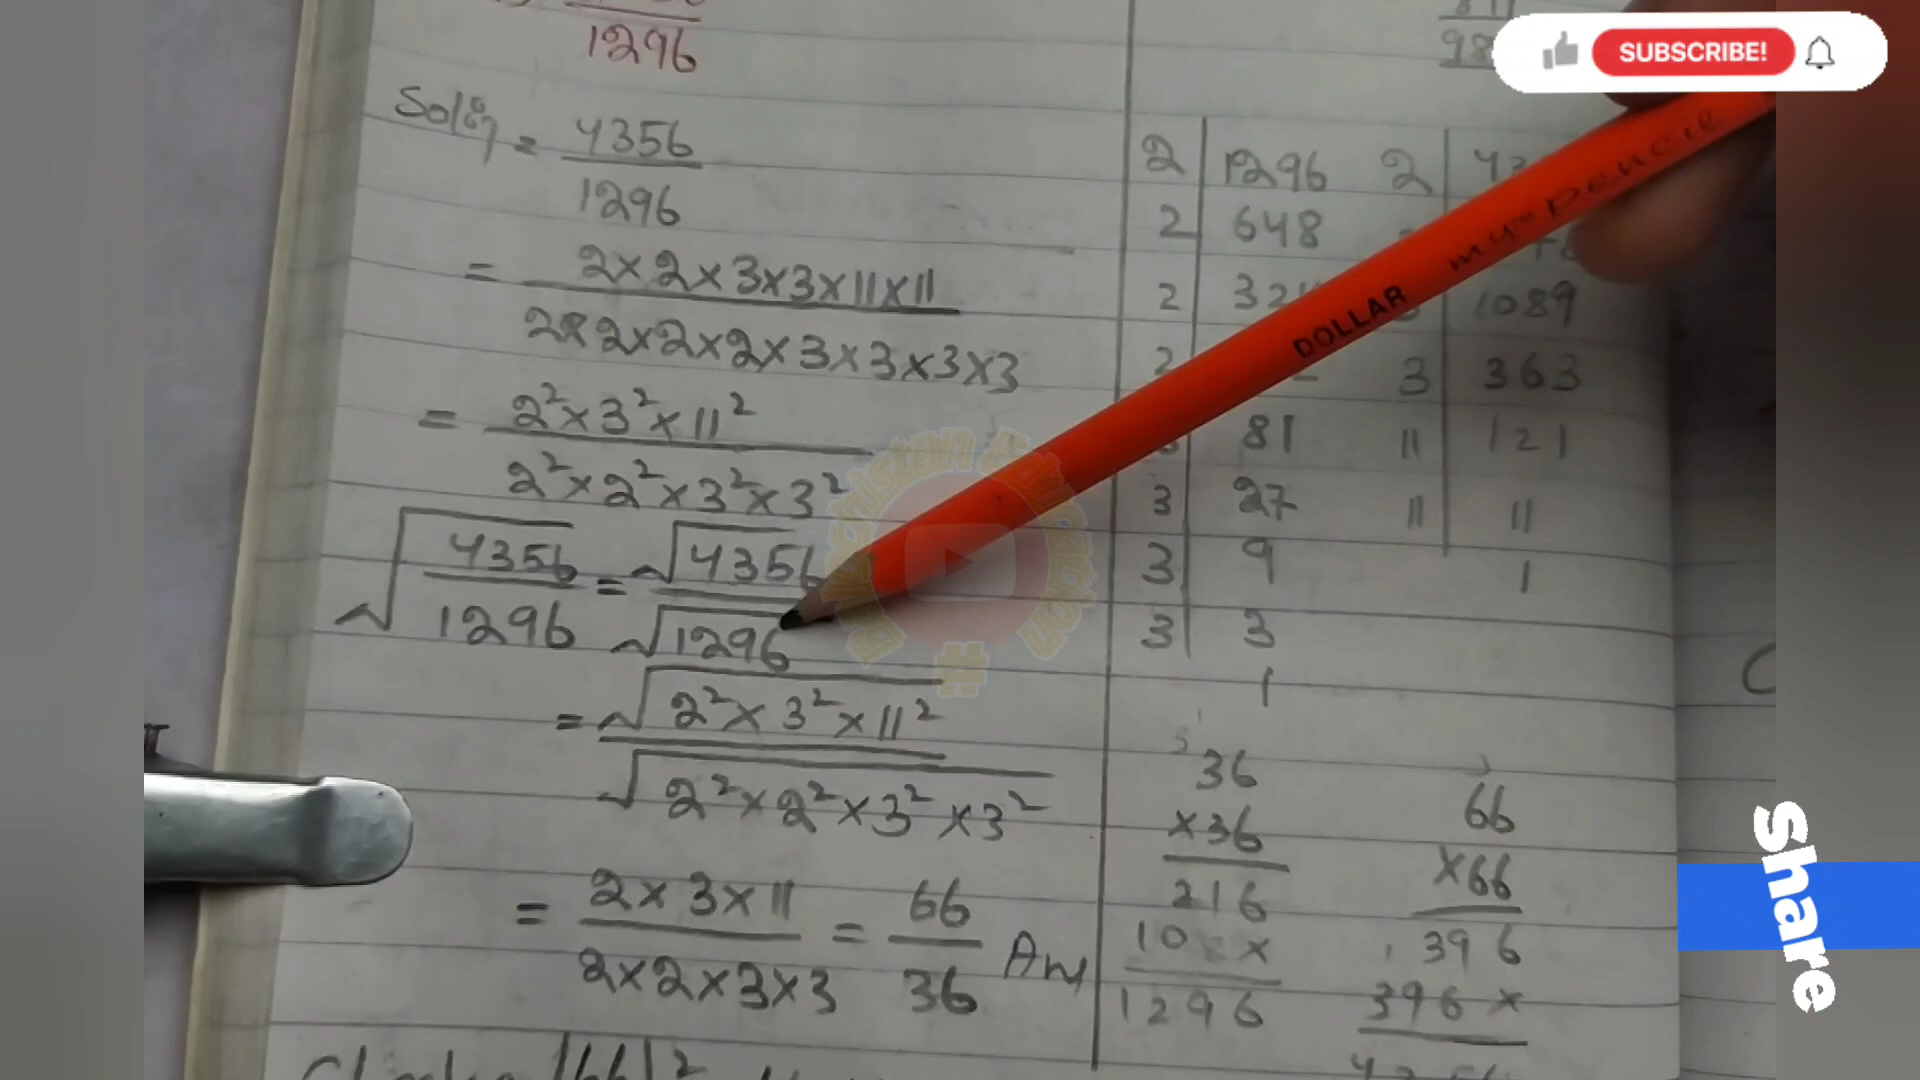 1296
SUBSCRIBE!
Solⁿ = 4356
1296
= 2×2×3×3×11×11
2×2×2×2×3×3×3×3
= 2²×3²×11²
2²×2²×3²×3²
√4356 = √4356
1296 √1296
= √2²×3²×11²
√2²×2²×3²×3²
= 2×3×11 = 66 Ans
2×2×3×3 36
2 1296 2
2 648
2
2 1089
3 363
81 11 121
3 27 11 11
3 9 1
3 3
1
36
×36
216
×
1296
66
×66
396
396×
DOLLAR my pencil
Balochistan Education
#
Share